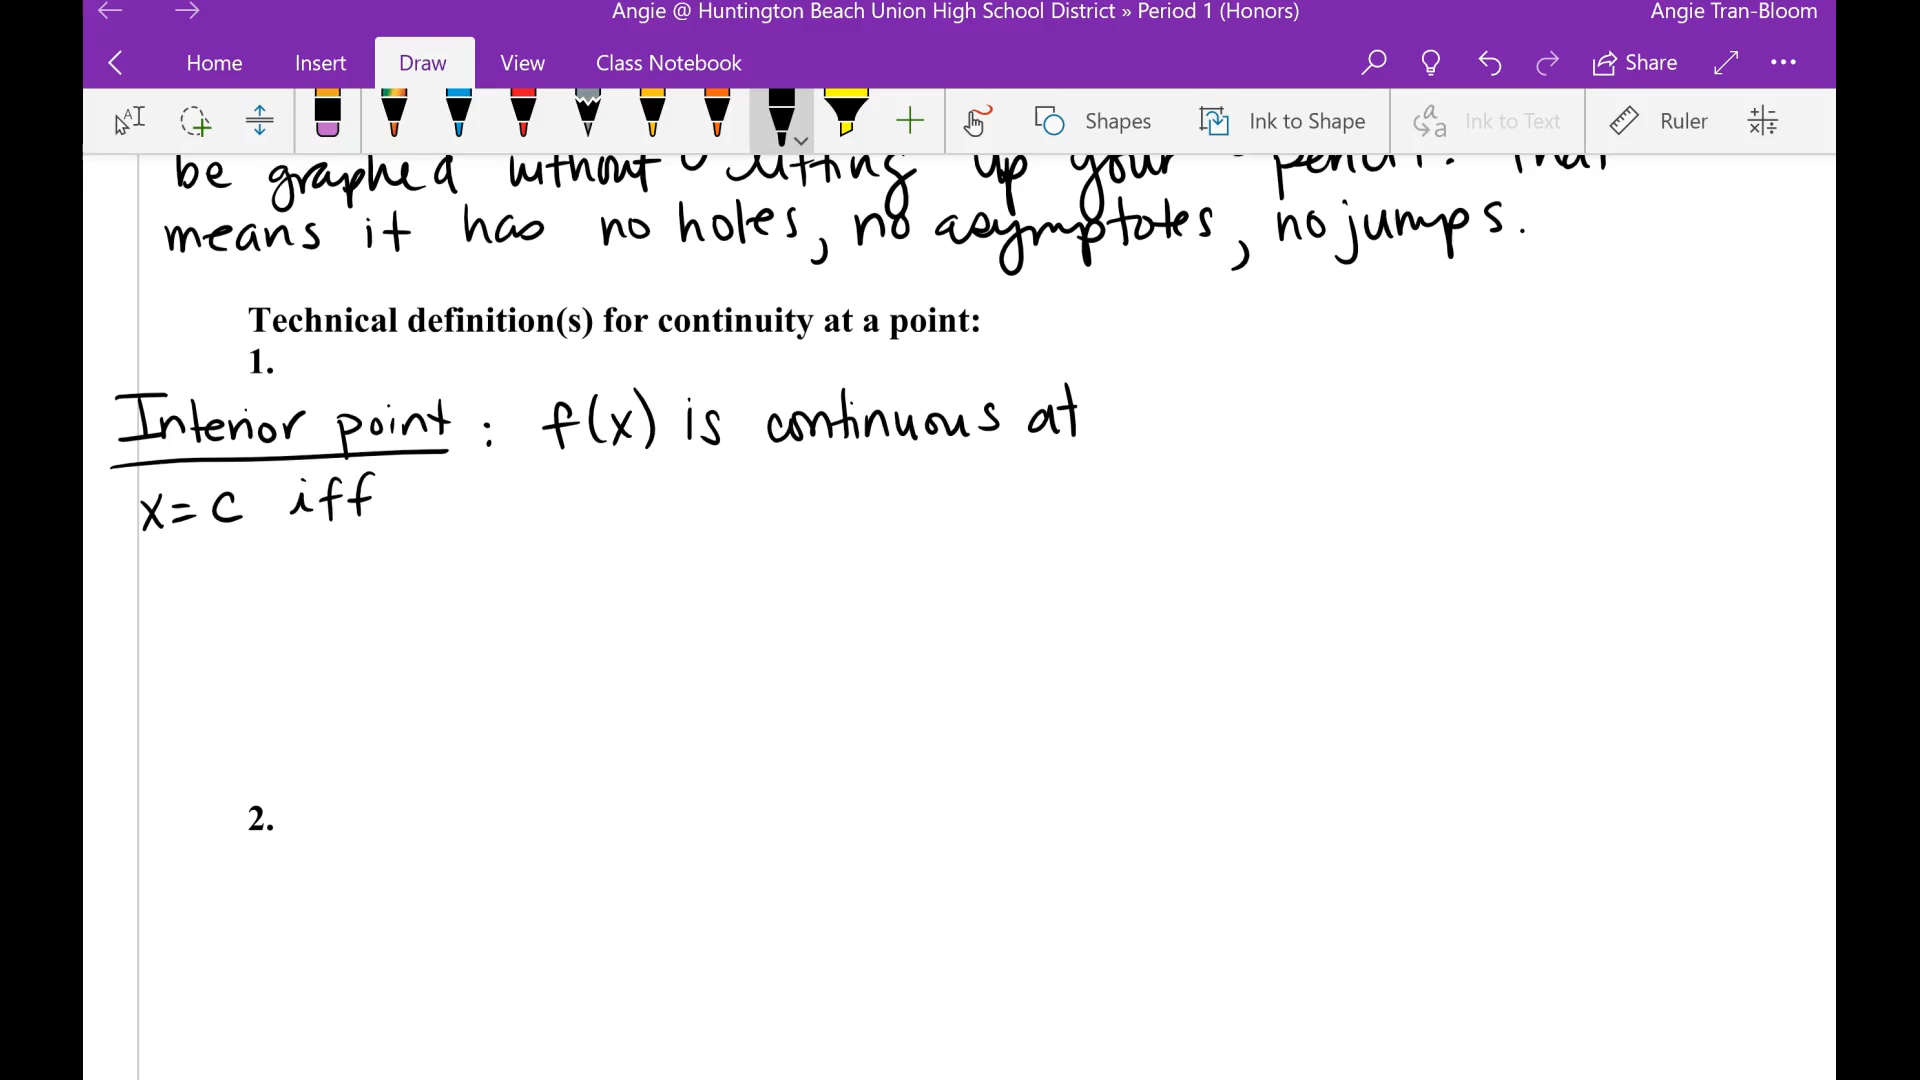 Angie @ Huntington Beach Union High School District » Period 1 (Honors)
Angie Tran-Bloom
Home Insert Draw View Class Notebook Share
Shapes Ink to Shape Ink to Text Ruler
be graphed without lifting up your pencil. That
means it has no holes, no asymptotes, no jumps.
Technical definition(s) for continuity at a point:
1.
Interior point : f(x) is continuous at
x = c iff
2.